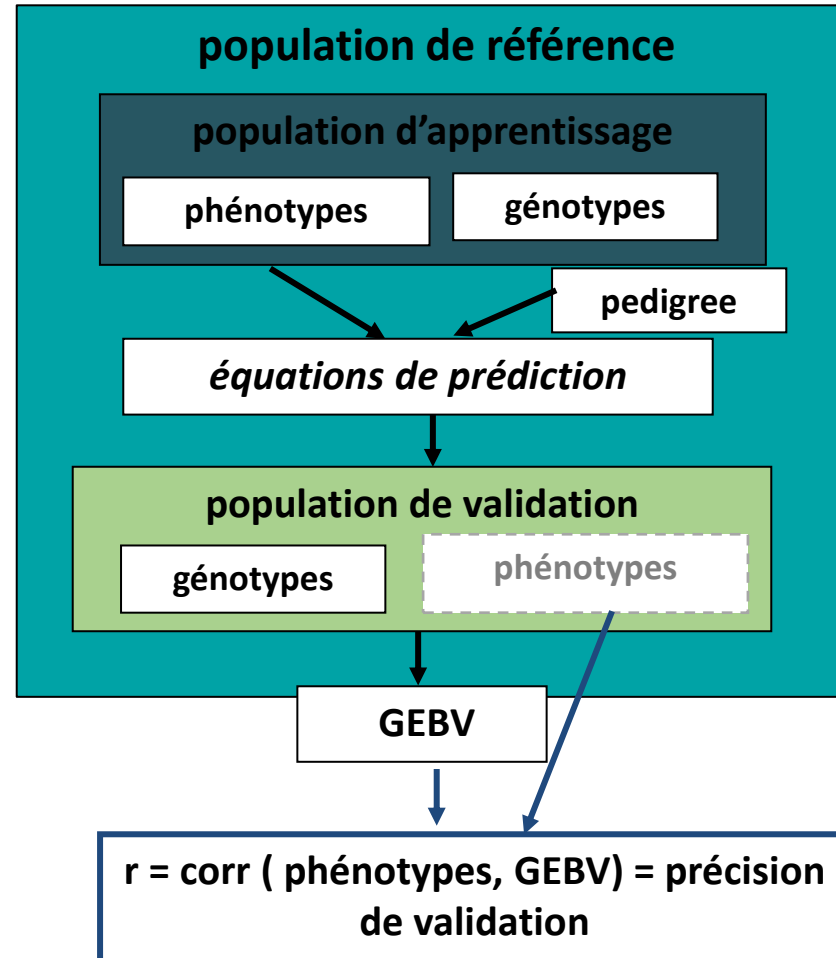 population de référence
population d’apprentissage
phénotypes
génotypes
pedigree
équations de prédiction
population de validation
génotypes
phénotypes
GEBV
r = corr ( phénotypes, GEBV) = précision
de validation